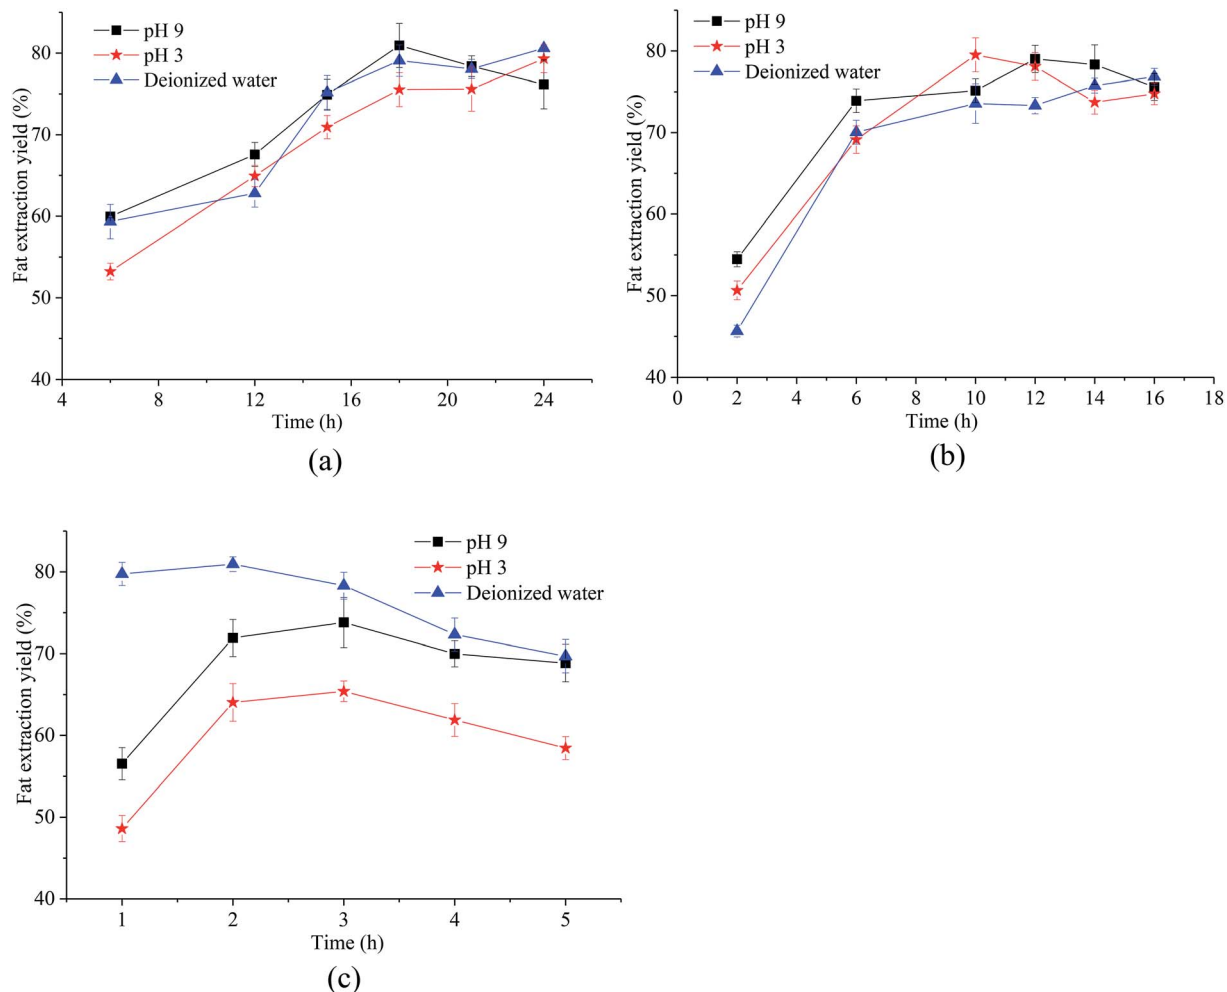 pH 9
pH 3
Deionized water
Fat extraction yield (%)
80
70
60
50
40
4 8 12 16 20 24
Time (h)
(a)
pH 9
pH 3
Deionized water
Fat extraction yield (%)
80
70
60
50
40
0 2 4 6 8 10 12 14 16 18
Time (h)
(b)
pH 9
pH 3
Deionized water
Fat extraction yield (%)
80
70
60
50
40
1 2 3 4 5
Time (h)
(c)